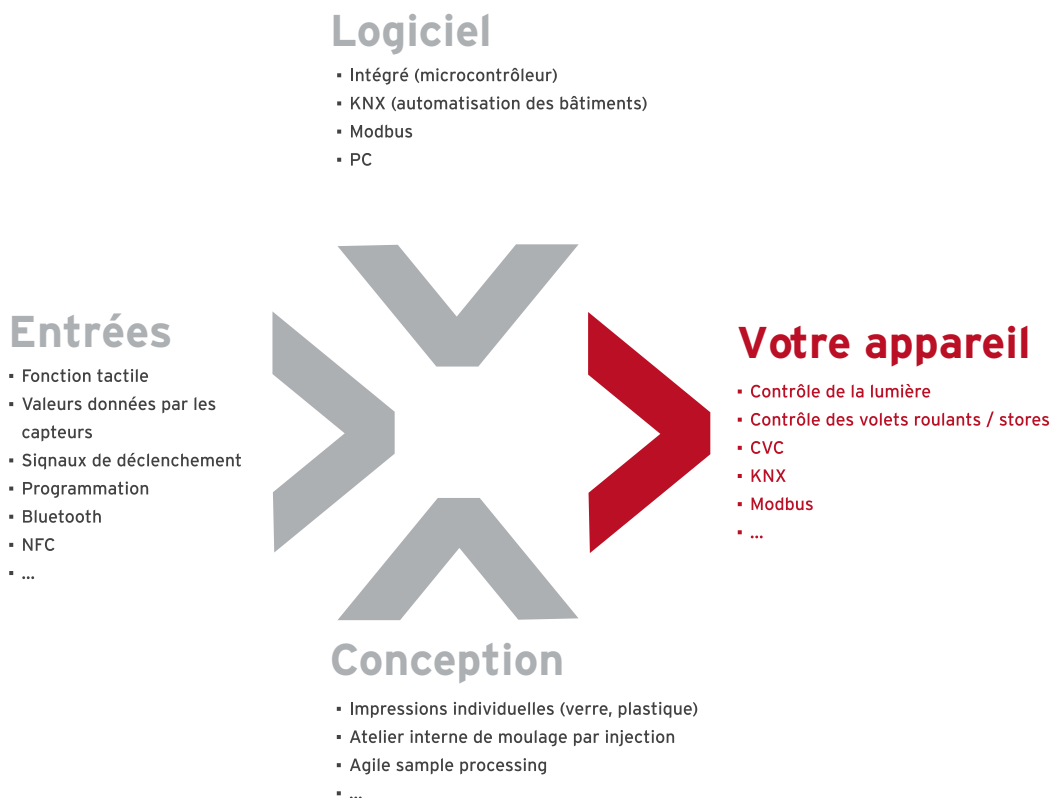 Logiciel
▪ Intégré (microcontrôleur)
▪ KNX (automatisation des bâtiments)
▪ Modbus
▪ PC
Entrées
▪ Fonction tactile
▪ Valeurs données par les
capteurs
▪ Signaux de déclenchement
▪ Programmation
▪ Bluetooth
▪ NFC
▪ ...
Votre appareil
▪ Contrôle de la lumière
▪ Contrôle des volets roulants / stores
▪ CVC
▪ KNX
▪ Modbus
▪ ...
Conception
▪ Impressions individuelles (verre, plastique)
▪ Atelier interne de moulage par injection
▪ Agile sample processing
▪ ...